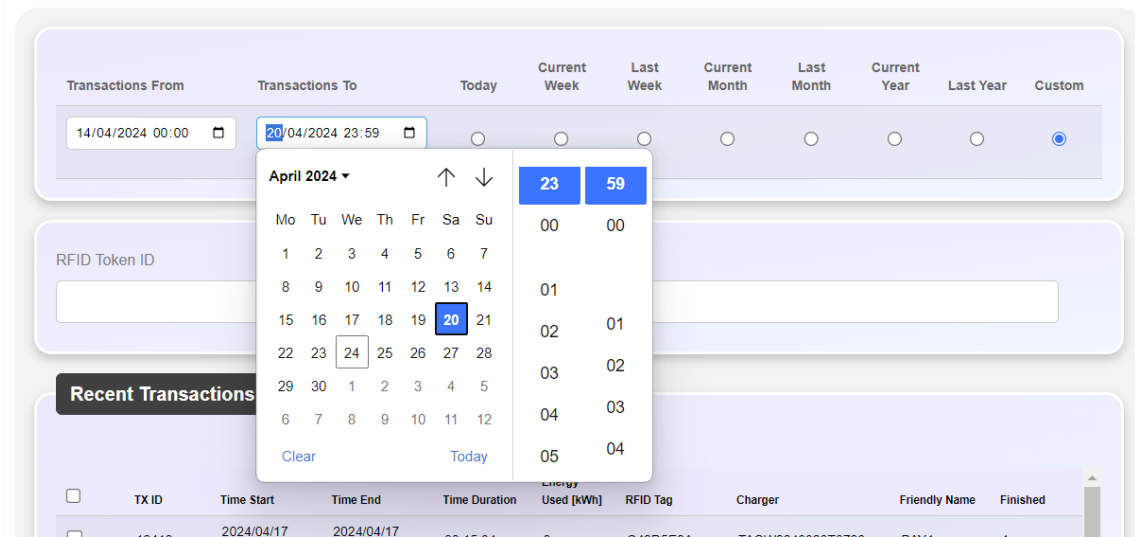 Transactions From Transactions To Today Current Week Last Week Current Month Last Month Current Year Last Year Custom
14/04/2024 00:00 20/04/2024 23:59
April 2024 23 59
Mo Tu We Th Fr Sa Su 00 00
1 2 3 4 5 6 7
8 9 10 11 12 13 14 01
15 16 17 18 19 20 21 02 01
22 23 24 25 26 27 28 03 02
29 30 1 2 3 4 5 04 03
6 7 8 9 10 11 12
Clear Today 05 04
RFID Token ID
Recent Transactions
TX ID Time Start Time End Time Duration Energy Used [kWh] RFID Tag Charger Friendly Name Finished
2024/04/17 2024/04/17